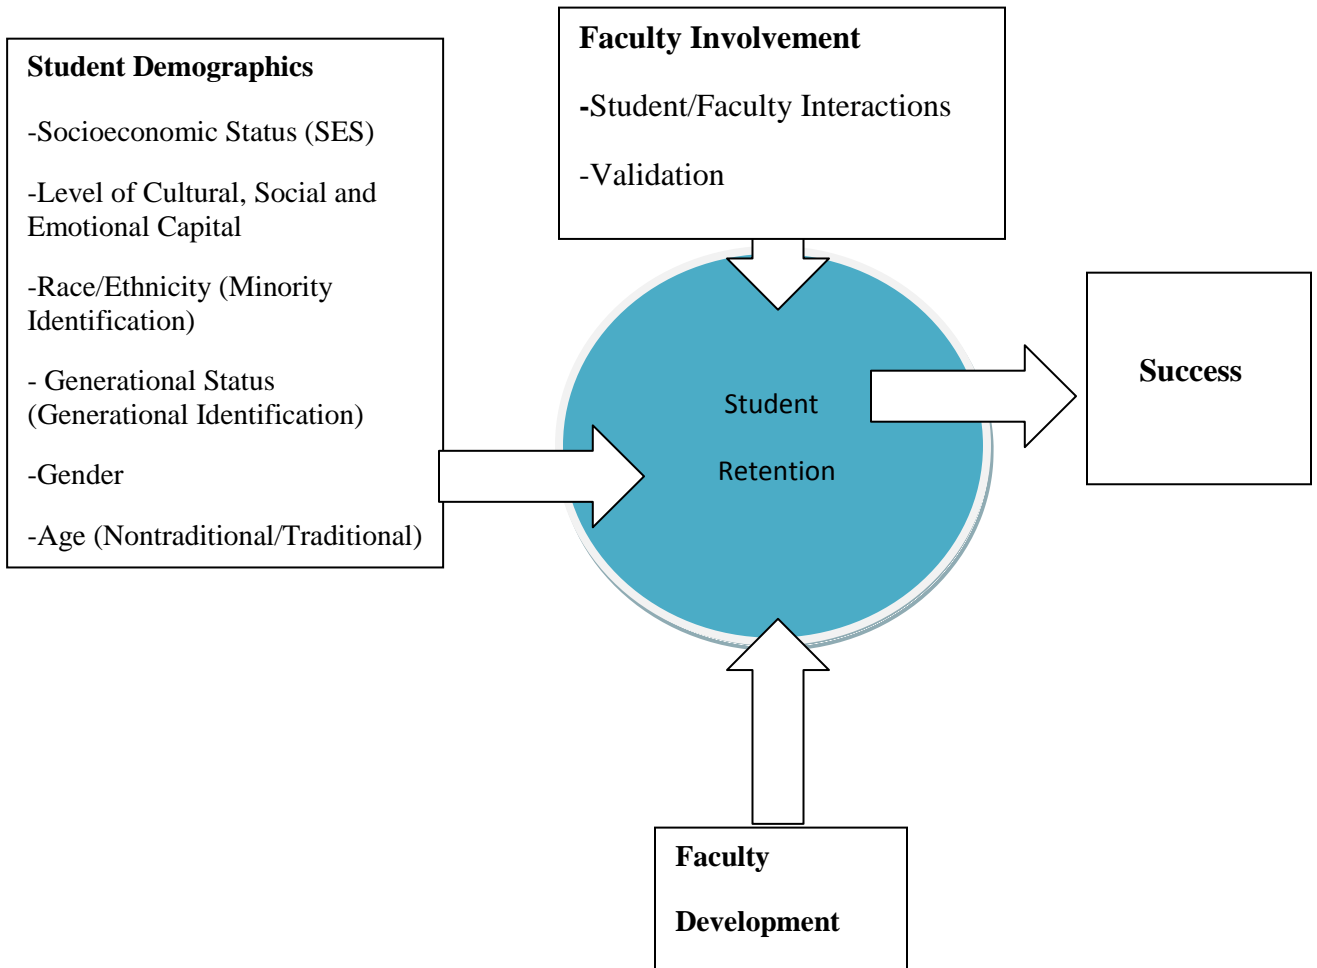 Student Demographics
-Socioeconomic Status (SES)
-Level of Cultural, Social and
Emotional Capital
-Race/Ethnicity (Minority
Identification)
- Generational Status
(Generational Identification)
-Gender
-Age (Nontraditional/Traditional)
Faculty Involvement
-Student/Faculty Interactions
-Validation
Student
Retention
Success
Faculty
Development